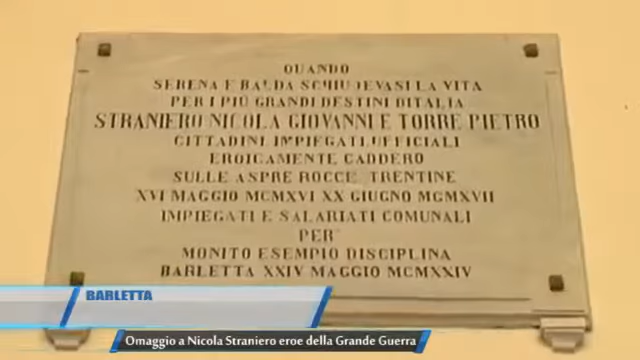 QUANDO
SERENA E BALDA SCHIUDEVASI LA VITA
PER I PIÙ GRANDI DESTINI D'ITALIA
STRANIERO NICOLA GIOVANNI E TORRE PIETRO
CITTADINI IMPIEGATI UFFICIALI
EROICAMENTE CADDERO
SULLE ASPRE ROCCE TRENTINE
XVI MAGGIO MCMXVI XX GIUGNO MCMXVII
IMPIEGATI E SALARIATI COMUNALI
PER
MONITO ESEMPIO DISCIPLINA
BARLETTA XXIV MAGGIO MCMXXIV
BARLETTA
Omaggio a Nicola Straniero eroe della Grande Guerra